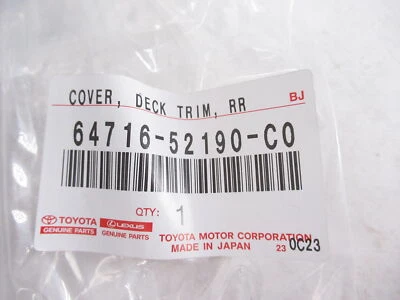 COVER, DECK TRIM, RR BJ
64716-52190-C0
QTY: 1
TOYOTA LEXUS
GENUINE PARTS GENUINE PARTS
TOYOTA MOTOR CORPORATION
MADE IN JAPAN 23 0C23